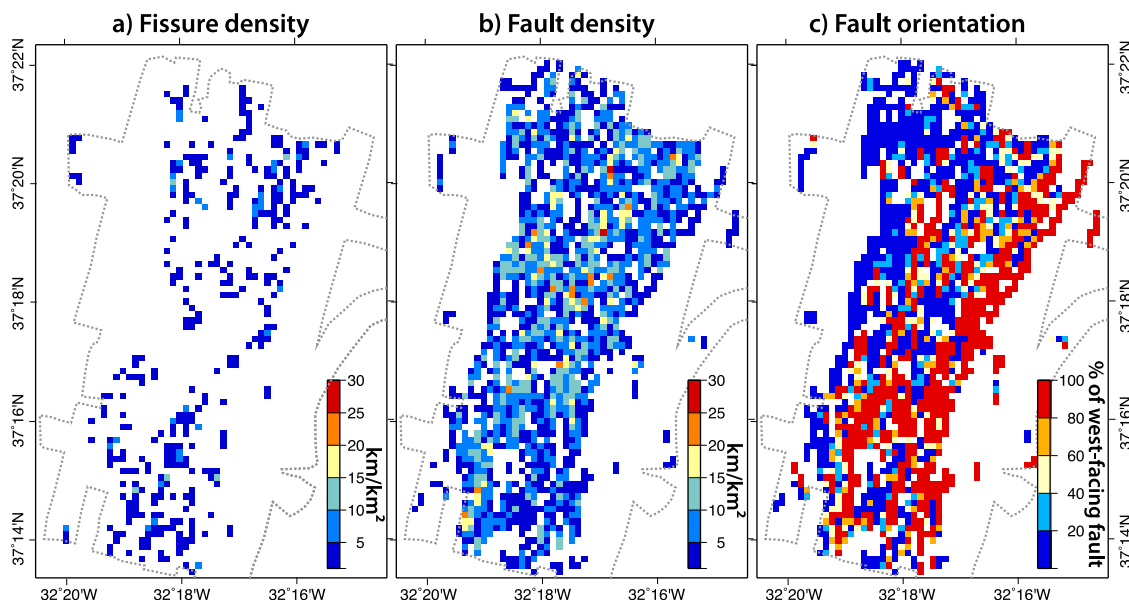 a) Fissure density
b) Fault density
c) Fault orientation
32˚20'W
32˚18'W
32˚16'W
32˚20'W
32˚18'W
32˚16'W
32˚20'W
32˚18'W
32˚16'W
37˚22'N
37˚20'N
37˚18'N
37˚16'N
37˚14'N
37˚22'N
37˚20'N
37˚18'N
37˚16'N
37˚14'N
30
25
20
15
10
5
km/km²
30
25
20
15
10
5
km/km²
100
80
60
40
20
% of west-facing fault